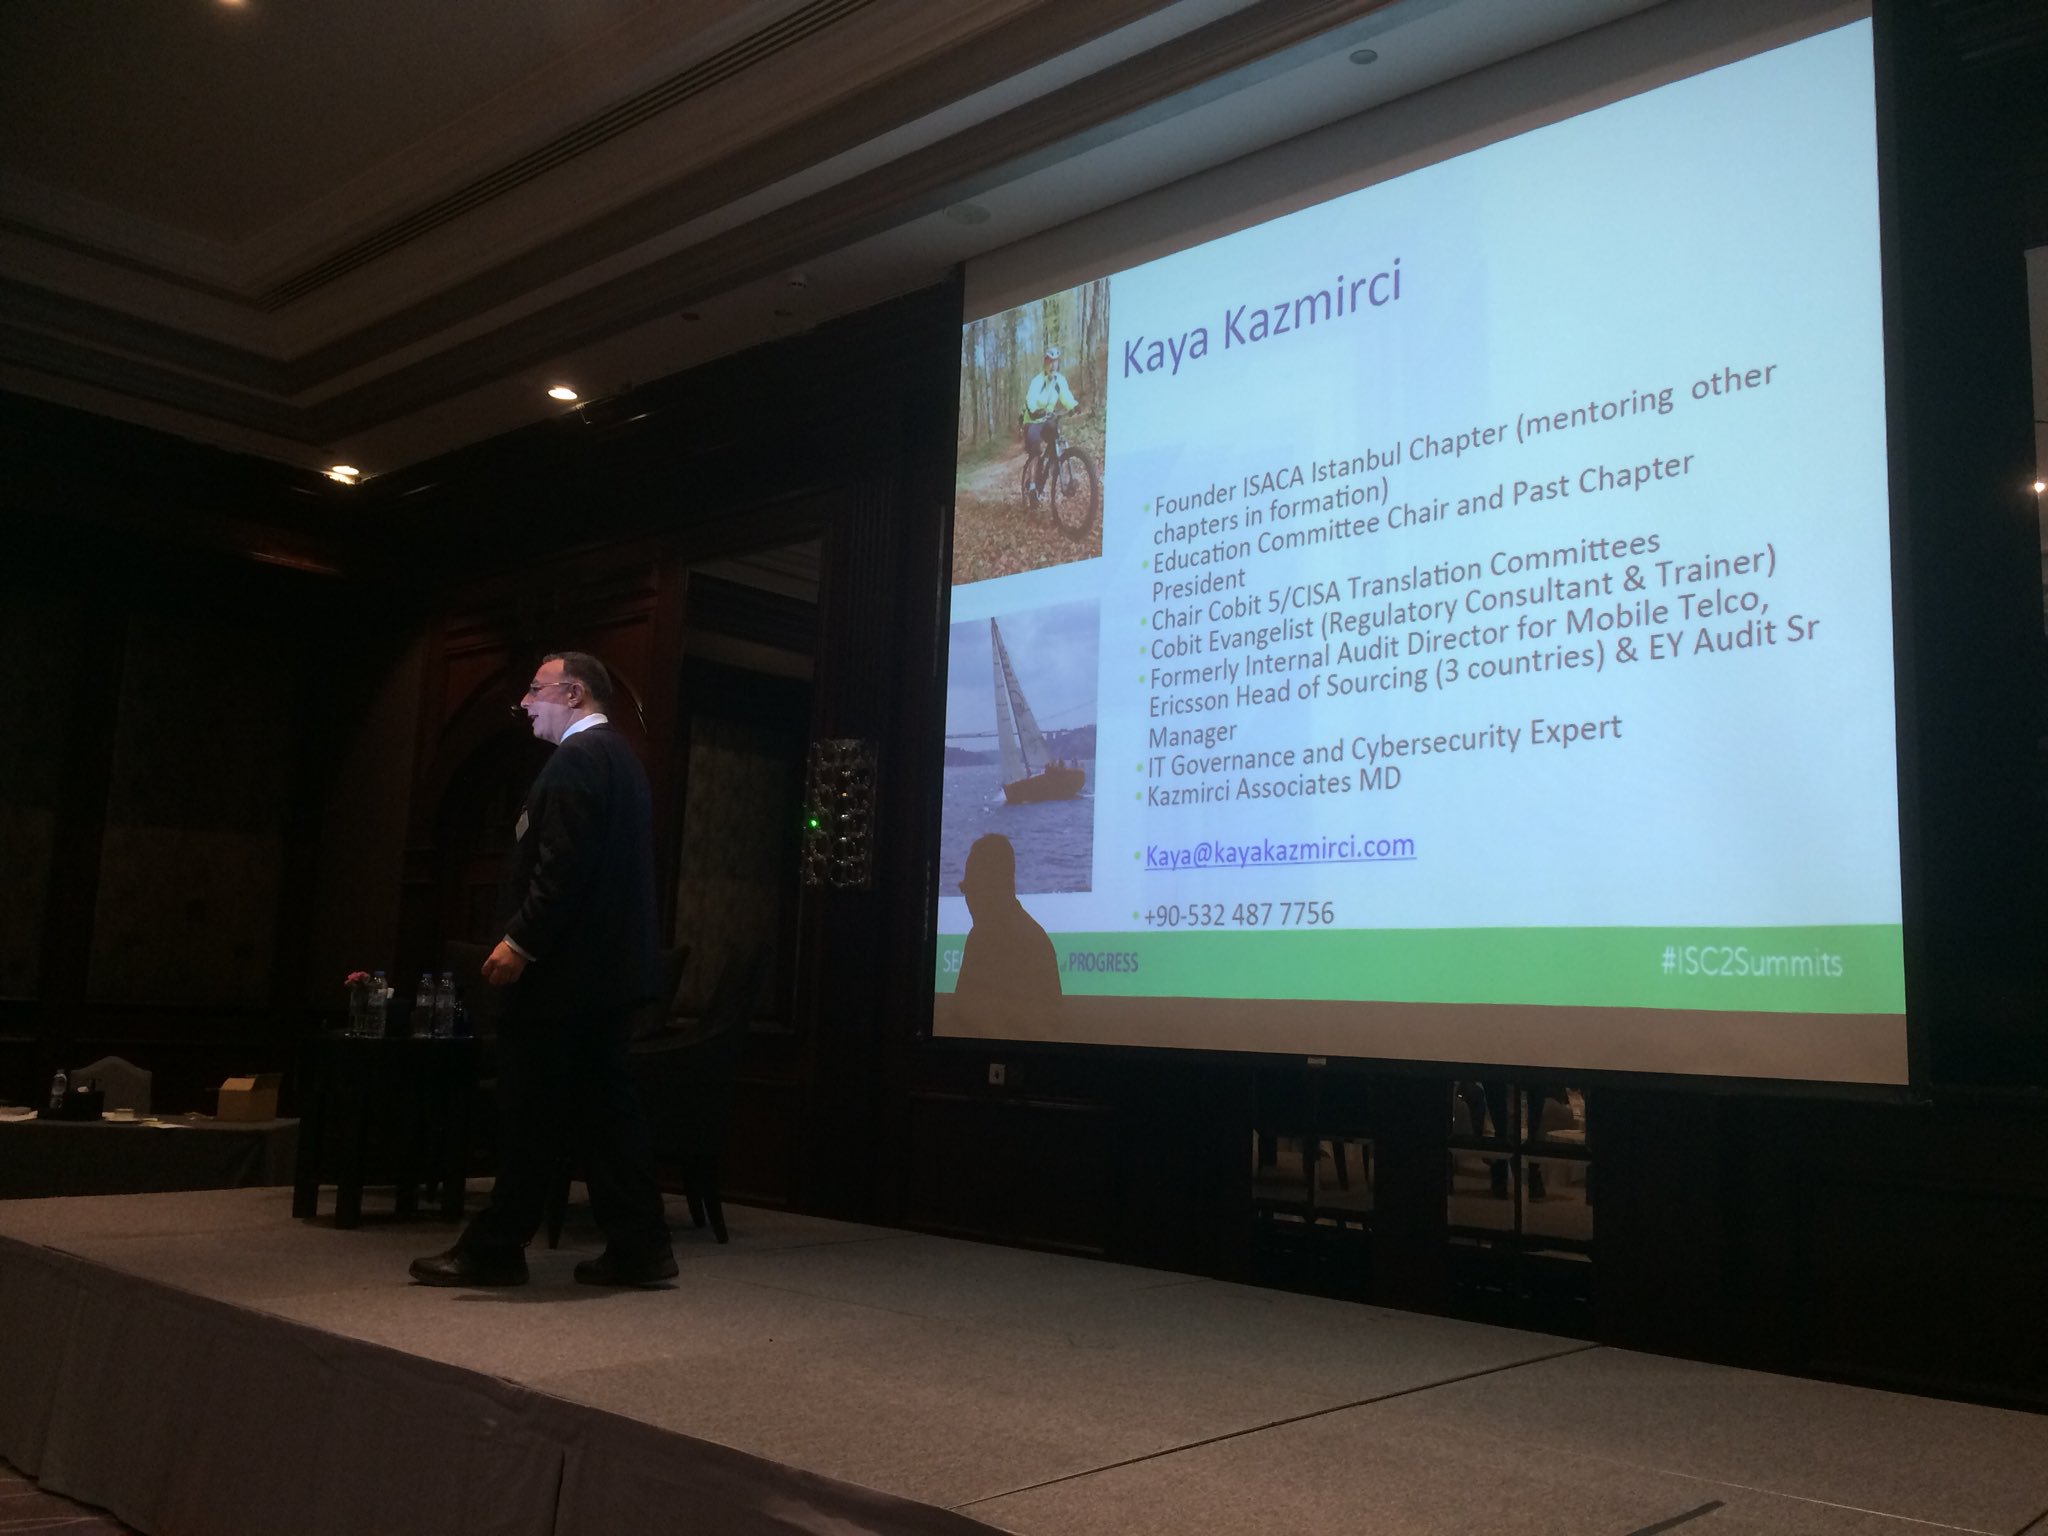 Kaya Kazmirci
• Founder ISACA Istanbul Chapter (mentoring other
chapters in formation)
• Education Committee Chair and Past Chapter
President
• Chair Cobit 5/CISA Translation Committees
• Cobit Evangelist (Regulatory Consultant & Trainer)
• Formerly Internal Audit Director for Mobile Telco,
Ericsson Head of Sourcing (3 countries) & EY Audit Sr
Manager
• IT Governance and Cybersecurity Expert
• Kazmirci Associates MD
• Kaya@kayakazmirci.com
• +90-532 487 7756
of PROGRESS
#ISC2Summits